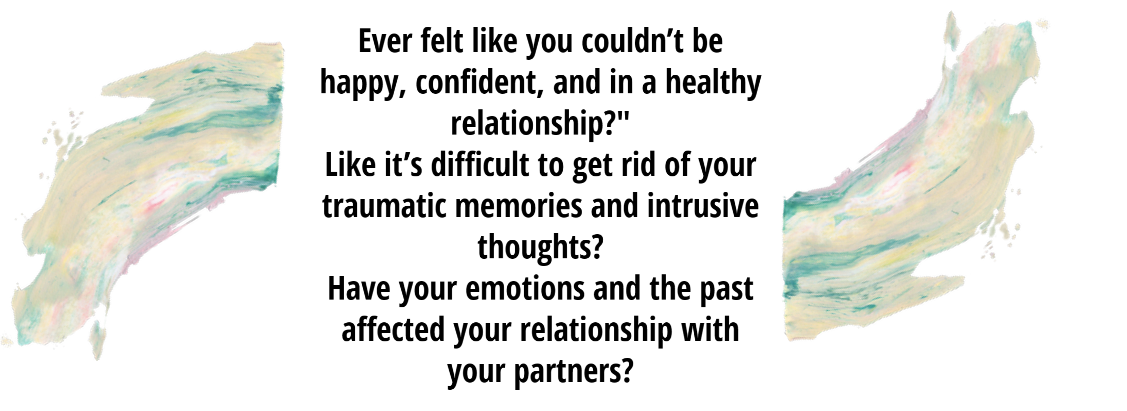 Ever felt like you couldn’t be
happy, confident, and in a healthy
relationship?"
Like it’s difficult to get rid of your
traumatic memories and intrusive
thoughts?
Have your emotions and the past
affected your relationship with
your partners?